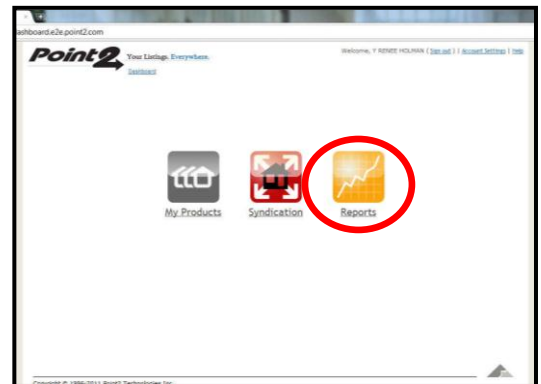 ashboard.e2e.point2.com
Point2 Your Listings. Everywhere.
Welcome, Y RENEE HOLMAN ( Sign out ) | Account Settings | Help
Dashboard
My Products Syndication Reports
Copyright © 1996-2011 Point2 Technologies Inc.